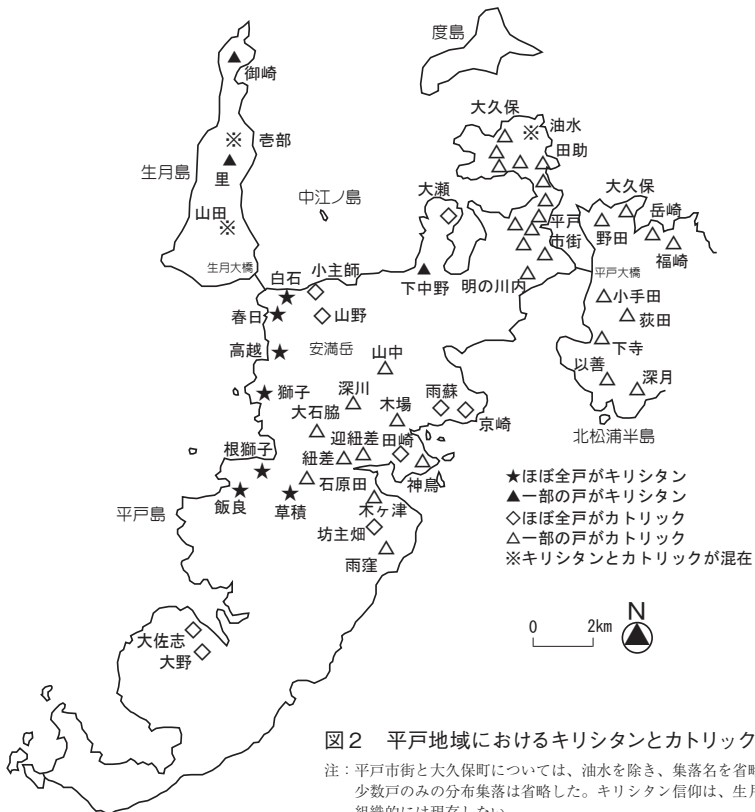 度島
御崎
大久保
油水
壱部
田助
生月島
里
中江ノ島
大瀬
大久保
岳崎
山田
平戸
市街
野田
福崎
生月大橋
小主師
白石
下中野
明の川内
平戸大橋
小手田
春日
山野
荻田
高越
安満岳
山中
下寺
以善
深月
獅子
深川
雨蘇
大石脇
木場
京崎
北松浦半島
迎紐差
田崎
根獅子
紐差
神鳥
★ほぼ全戸がキリシタン
石原田
▲一部の戸がキリシタン
平戸島
飯良
草積
木ヶ津
◇ほぼ全戸がカトリック
坊主畑
△一部の戸がカトリック
※キリシタンとカトリックが混在
雨窪
N
0 2km
大佐志
大野
図2 平戸地域におけるキリシタンとカトリック
注：平戸市街と大久保町については、油水を除き、集落名を省略
少数戸のみの分布集落は省略した。キリシタン信仰は、生月
組織的には現存しない